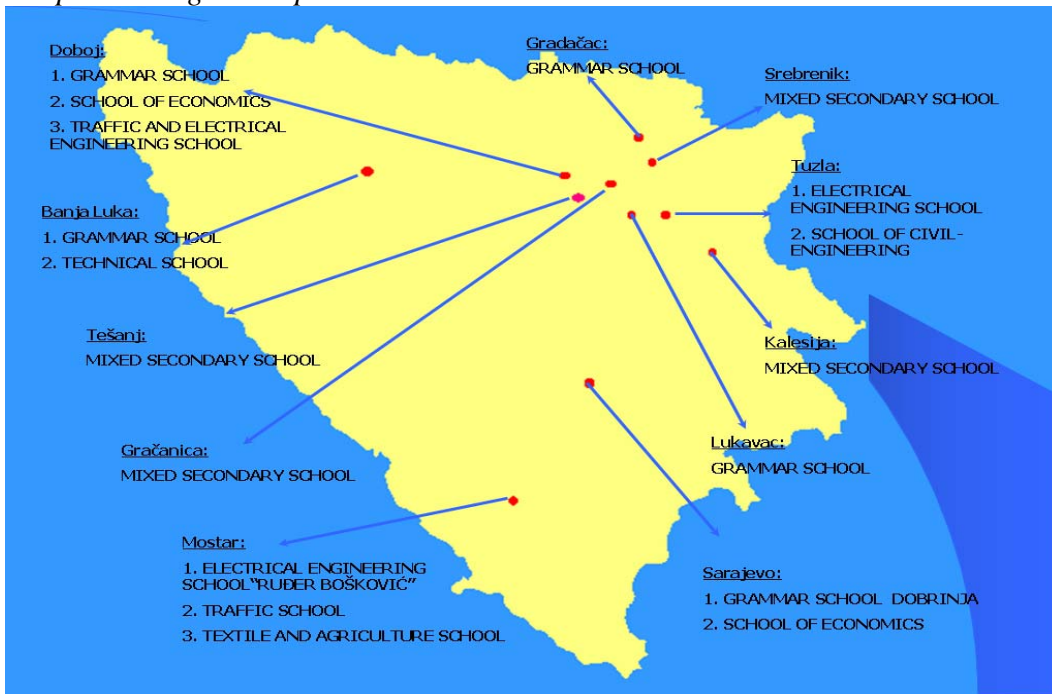 Doboj:
1. GRAMMAR SCHOOL
2. SCHOOL OF ECONOMICS
3. TRAFFIC AND ELECTRICAL
ENGINEERING SCHOOL
Gradačac:
GRAMMAR SCHOOL
Srebrenik:
MIXED SECONDARY SCHOOL
Tuzla:
1. ELECTRICAL
ENGINEERING SCHOOL
2. SCHOOL OF CIVIL-
ENGINEERING
Banja Luka:
1. GRAMMAR SCHOOL
2. TECHNICAL SCHOOL
Tešanj:
MIXED SECONDARY SCHOOL
Kalesija:
MIXED SECONDARY SCHOOL
Gračanica:
MIXED SECONDARY SCHOOL
Lukavac:
GRAMMAR SCHOOL
Mostar:
1. ELECTRICAL ENGINEERING
SCHOOL"RUĐER BOŠKOVIĆ"
2. TRAFFIC SCHOOL
3. TEXTILE AND AGRICULTURE SCHOOL
Sarajevo:
1. GRAMMAR SCHOOL DOBRINJA
2. SCHOOL OF ECONOMICS